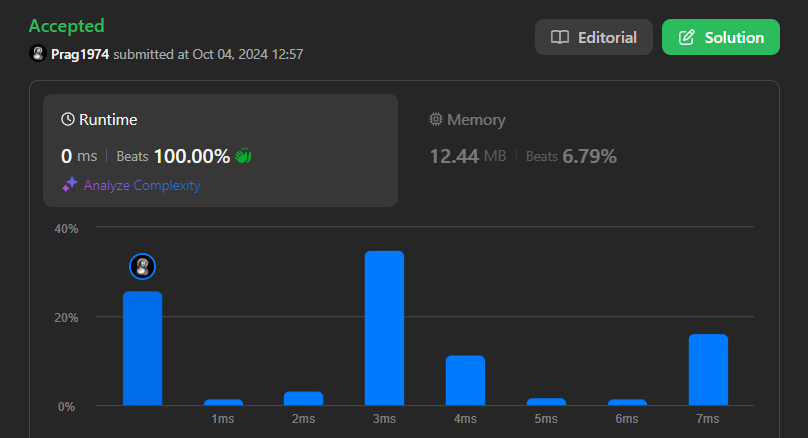 Accepted
Editorial
Solution
Prag1974 submitted at Oct 04, 2024 12:57
Runtime
0 ms | Beats 100.00%
Analyze Complexity
Memory
12.44 MB | Beats 6.79%
40%
20%
0%
1ms 2ms 3ms 4ms 5ms 6ms 7ms